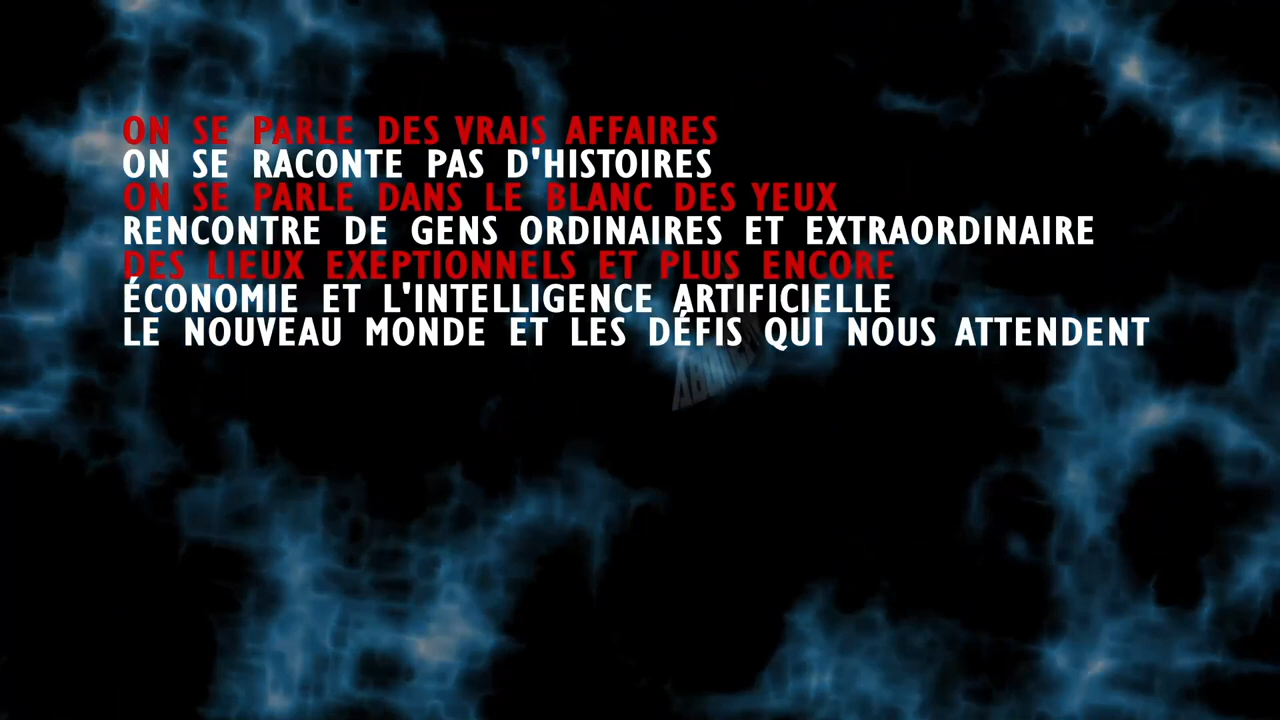 ON SE PARLE DES VRAIS AFFAIRES
ON SE RACONTE PAS D'HISTOIRES
ON SE PARLE DANS LE BLANC DES YEUX
RENCONTRE DE GENS ORDINAIRES ET EXTRAORDINAIRE
DES LIEUX EXEPTIONNELS ET PLUS ENCORE
ÉCONOMIE ET L'INTELLIGENCE ARTIFICIELLE
LE NOUVEAU MONDE ET LES DÉFIS QUI NOUS ATTENDENT